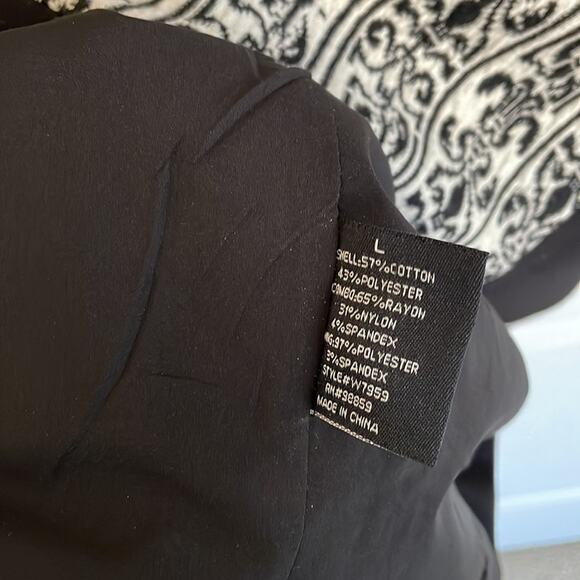 L
SHELL:57%COTTON
43%POLYESTER
COMBO:65%RAYON
31%NYLON
4%SPANDEX
NG:97%POLYESTER
3%SPANDEX
STYLE#W7959
RN#98859
MADE IN CHINA